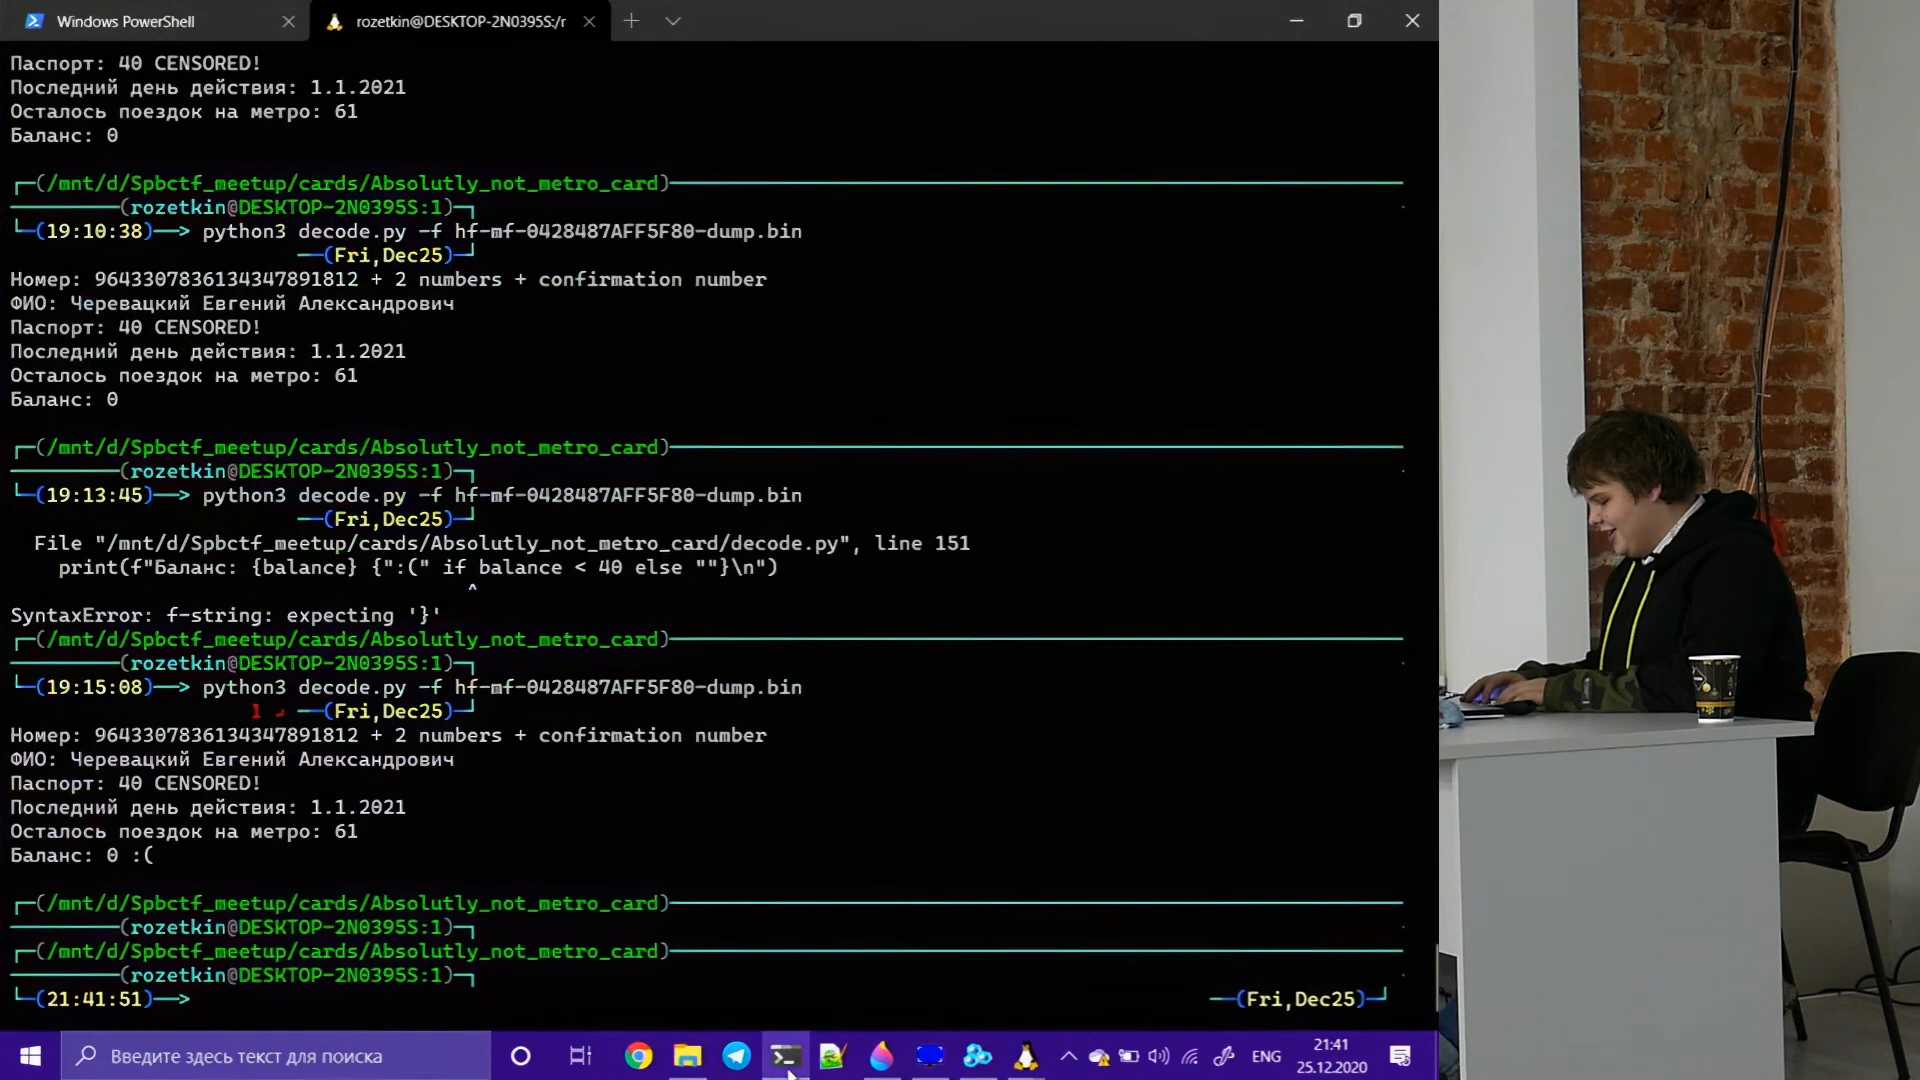 Windows PowerShell
rozetkin@DESKTOP-2N0395S:/r
Паспорт: 40 CENSORED!
Последний день действия: 1.1.2021
Осталось поездок на метро: 61
Баланс: 0
(/mnt/d/Spbctf_meetup/cards/Absolutly_not_metro_card)
(rozetkin@DESKTOP-2N0395S:1)
(19:10:38)—> python3 decode.py -f hf-mf-0428487AFF5F80-dump.bin
(Fri,Dec25)
Номер: 96433078361343478918​12 + 2 numbers + confirmation number
ФИО: Черевацкий Евгений Александрович
Паспорт: 40 CENSORED!
Последний день действия: 1.1.2021
Осталось поездок на метро: 61
Баланс: 0
(/mnt/d/Spbctf_meetup/cards/Absolutly_not_metro_card)
(rozetkin@DESKTOP-2N0395S:1)
(19:13:45)—> python3 decode.py -f hf-mf-0428487AFF5F80-dump.bin
(Fri,Dec25)
File "/mnt/d/Spbctf_meetup/cards/Absolutly_not_metro_card/decode.py", line 151
print(f"Баланс: {balance} {":(" if balance < 40 else ""}\n")
^
SyntaxError: f-string: expecting '}'
(/mnt/d/Spbctf_meetup/cards/Absolutly_not_metro_card)
(rozetkin@DESKTOP-2N0395S:1)
(19:15:08)—> python3 decode.py -f hf-mf-0428487AFF5F80-dump.bin
1 ↲ (Fri,Dec25)
Номер: 96433078361343478918​12 + 2 numbers + confirmation number
ФИО: Черевацкий Евгений Александрович
Паспорт: 40 CENSORED!
Последний день действия: 1.1.2021
Осталось поездок на метро: 61
Баланс: 0 :(
(/mnt/d/Spbctf_meetup/cards/Absolutly_not_metro_card)
(rozetkin@DESKTOP-2N0395S:1)
(/mnt/d/Spbctf_meetup/cards/Absolutly_not_metro_card)
(rozetkin@DESKTOP-2N0395S:1)
(21:41:51)—> (Fri,Dec25)
Введите здесь текст для поиска
ENG
21:41
25.12.2020